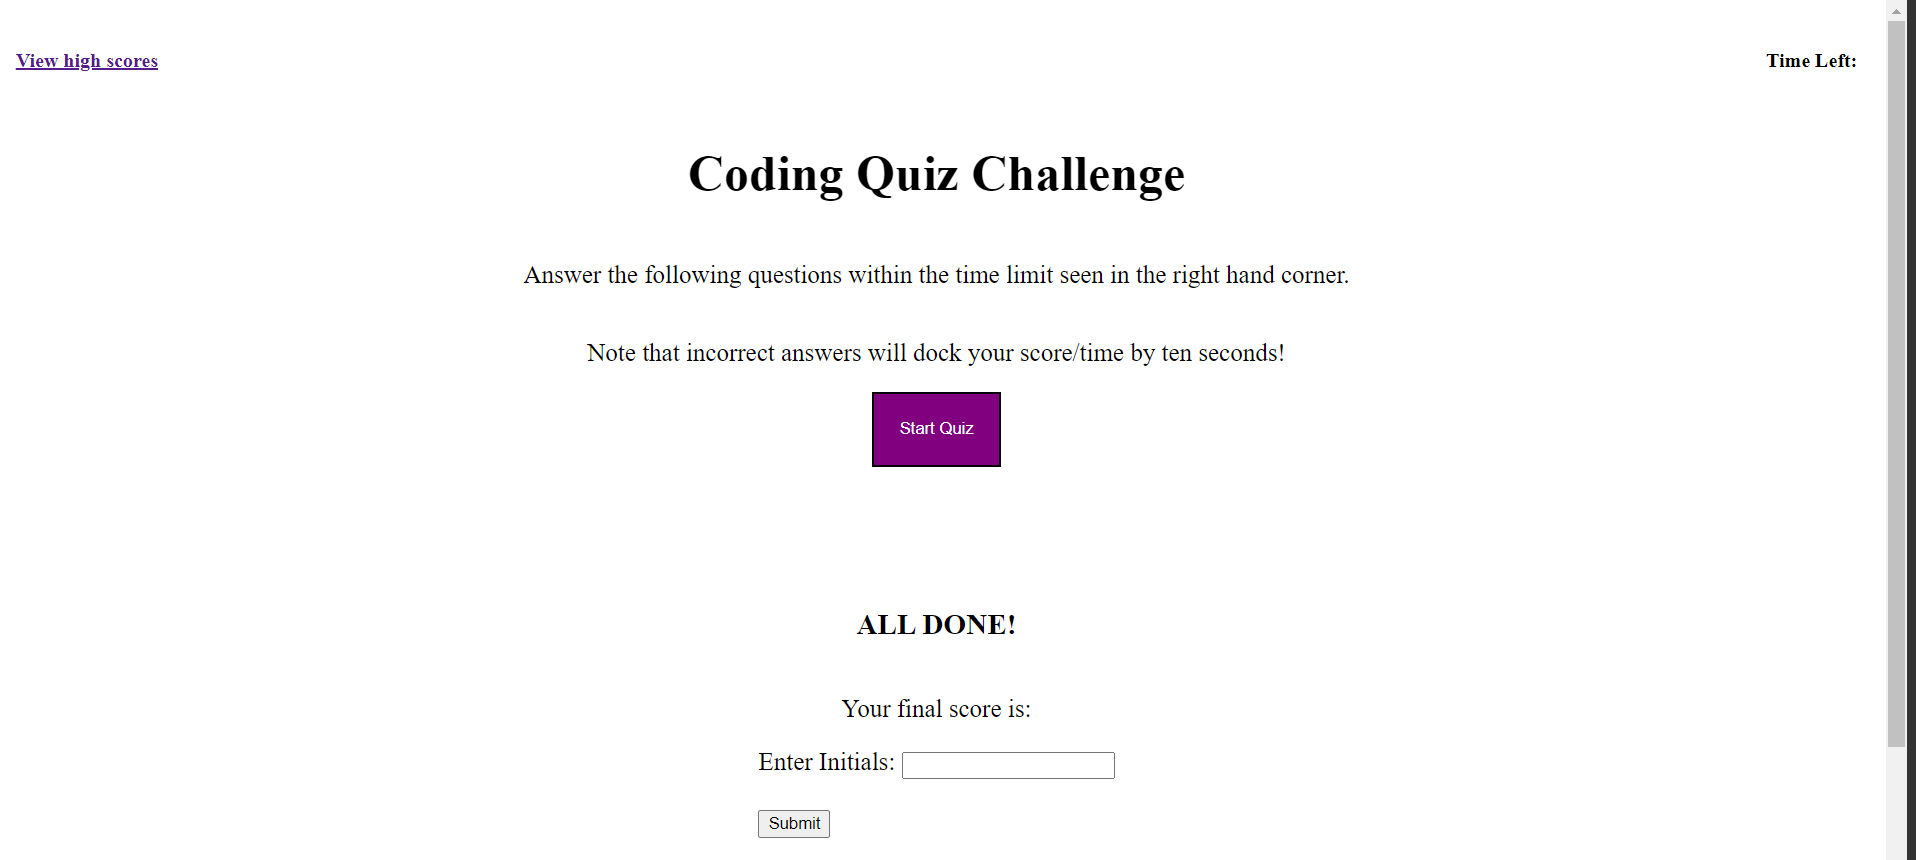 View high scores
Time Left:
Coding Quiz Challenge
Answer the following questions within the time limit seen in the right hand corner.
Note that incorrect answers will dock your score/time by ten seconds!
Start Quiz
ALL DONE!
Your final score is:
Enter Initials:
Submit